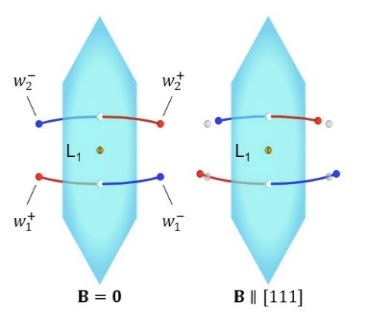 w₂⁻
w₂⁺
L₁
L₁
w₁⁺
w₁⁻
B = 0
B ∥ [111]